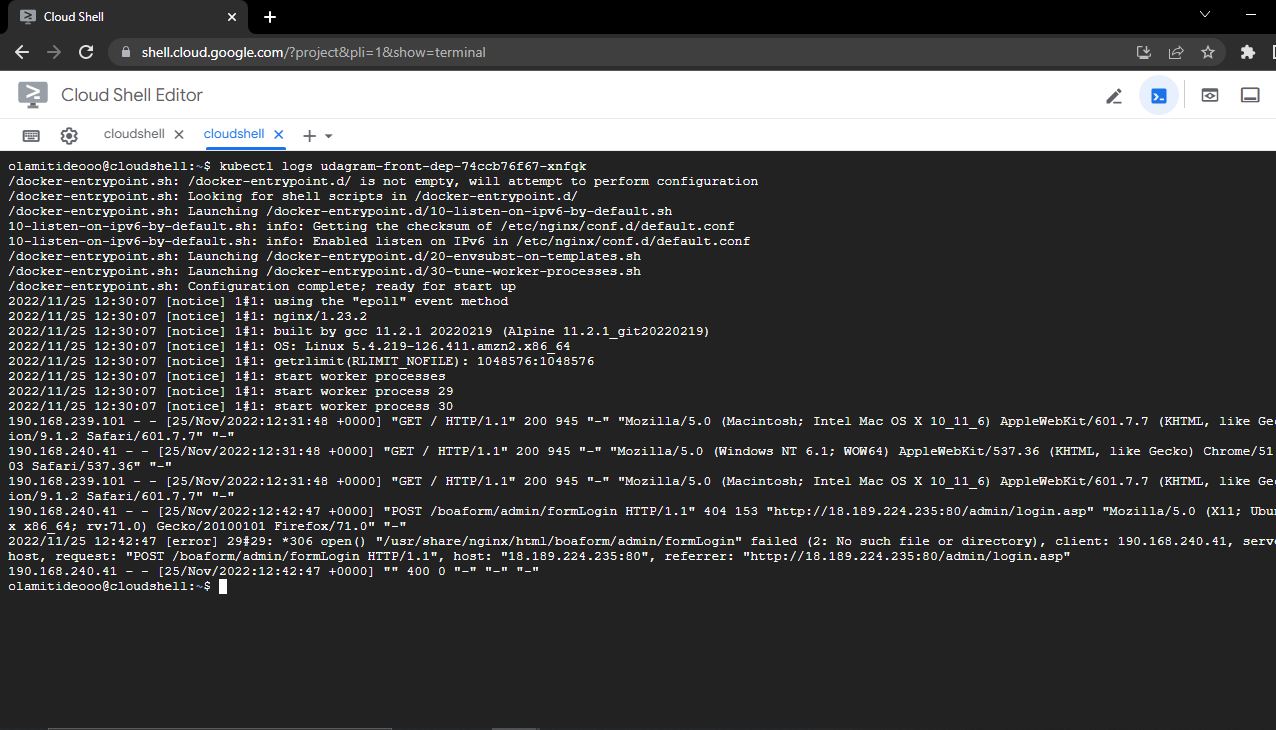 Cloud Shell
shell.cloud.google.com/?project&pli=1&show=terminal
Cloud Shell Editor
cloudshell cloudshell
olamitideooo@cloudshell:~$ kubectl logs udagram-front-dep-74ccb76f67-xnfqk
/docker-entrypoint.sh: /docker-entrypoint.d/ is not empty, will attempt to perform configuration
/docker-entrypoint.sh: Looking for shell scripts in /docker-entrypoint.d/
/docker-entrypoint.sh: Launching /docker-entrypoint.d/10-listen-on-ipv6-by-default.sh
10-listen-on-ipv6-by-default.sh: info: Getting the checksum of /etc/nginx/conf.d/default.conf
10-listen-on-ipv6-by-default.sh: info: Enabled listen on IPv6 in /etc/nginx/conf.d/default.conf
/docker-entrypoint.sh: Launching /docker-entrypoint.d/20-envsubst-on-templates.sh
/docker-entrypoint.sh: Launching /docker-entrypoint.d/30-tune-worker-processes.sh
/docker-entrypoint.sh: Configuration complete; ready for start up
2022/11/25 12:30:07 [notice] 1#1: using the "epoll" event method
2022/11/25 12:30:07 [notice] 1#1: nginx/1.23.2
2022/11/25 12:30:07 [notice] 1#1: built by gcc 11.2.1 20220219 (Alpine 11.2.1_git20220219)
2022/11/25 12:30:07 [notice] 1#1: OS: Linux 5.4.219-126.411.amzn2.x86_64
2022/11/25 12:30:07 [notice] 1#1: getrlimit(RLIMIT_NOFILE): 1048576:1048576
2022/11/25 12:30:07 [notice] 1#1: start worker processes
2022/11/25 12:30:07 [notice] 1#1: start worker process 29
2022/11/25 12:30:07 [notice] 1#1: start worker process 30
190.168.239.101 - - [25/Nov/2022:12:31:48 +0000] "GET / HTTP/1.1" 200 945 "-" "Mozilla/5.0 (Macintosh; Intel Mac OS X 10_11_6) AppleWebKit/601.7.7 (KHTML, like Gec
ion/9.1.2 Safari/601.7.7" "-"
190.168.240.41 - - [25/Nov/2022:12:31:48 +0000] "GET / HTTP/1.1" 200 945 "-" "Mozilla/5.0 (Windows NT 6.1; WOW64) AppleWebKit/537.36 (KHTML, like Gecko) Chrome/51
03 Safari/537.36" "-"
190.168.239.101 - - [25/Nov/2022:12:31:48 +0000] "GET / HTTP/1.1" 200 945 "-" "Mozilla/5.0 (Macintosh; Intel Mac OS X 10_11_6) AppleWebKit/601.7.7 (KHTML, like Gec
ion/9.1.2 Safari/601.7.7" "-"
190.168.240.41 - - [25/Nov/2022:12:42:47 +0000] "POST /boaform/admin/formLogin HTTP/1.1" 404 153 "http://18.189.224.235:80/admin/login.asp" "Mozilla/5.0 (X11; Ubun
x x86_64; rv:71.0) Gecko/20100101 Firefox/71.0" "-"
2022/11/25 12:42:47 [error] 29#29: *306 open() "/usr/share/nginx/html/boaform/admin/formLogin" failed (2: No such file or directory), client: 190.168.240.41, serve
host, request: "POST /boaform/admin/formLogin HTTP/1.1", host: "18.189.224.235:80", referrer: "http://18.189.224.235:80/admin/login.asp"
190.168.240.41 - - [25/Nov/2022:12:42:47 +0000] "" 400 0 "-" "-" "-"
olamitideooo@cloudshell:~$